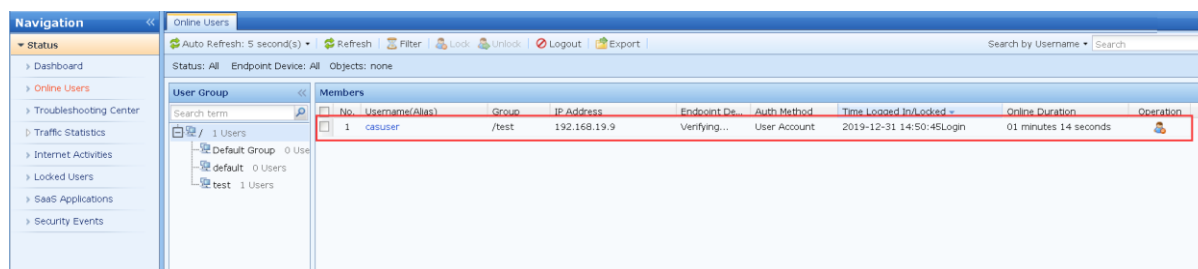 Navigation
Status
Dashboard
Online Users
Troubleshooting Center
Traffic Statistics
Internet Activities
Locked Users
SaaS Applications
Security Events
Online Users
Auto Refresh: 5 second(s) Refresh Filter Lock Unlock Logout Export Search by Username Search
Status: All Endpoint Device: All Objects: none
User Group
Search term
/ 1 Users
Default Group 0 Use
default 0 Users
test 1 Users
Members
No. Username(Alias) Group IP Address Endpoint De... Auth Method Time Logged In/Locked Online Duration Operation
1 casuser /test 192.168.19.9 Verifying... User Account 2019-12-31 14:50:45Login 01 minutes 14 seconds